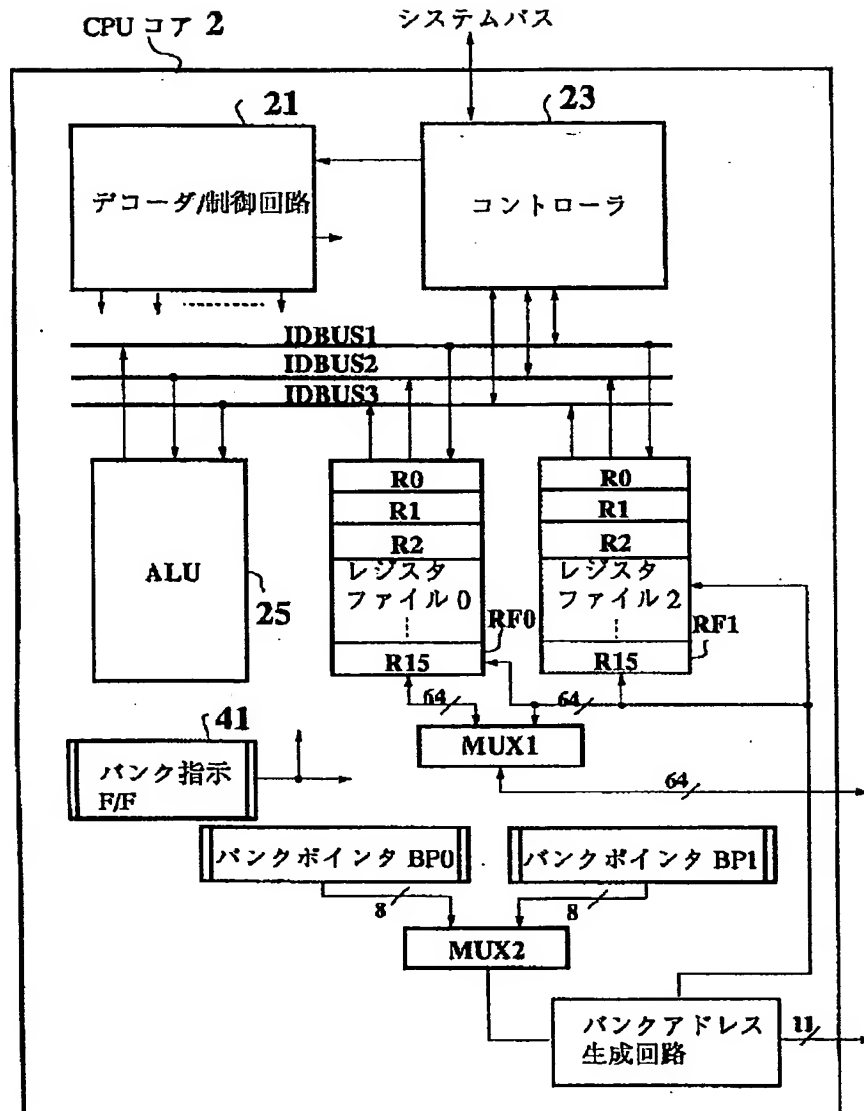 CPU コア 2
システムバス
21
23
デコーダ/制御回路
コントローラ
IDBUS1
IDBUS2
IDBUS3
ALU
25
R0
R1
R2
レジスタ
ファイル 0
R15
RF0
R0
R1
R2
レジスタ
ファイル 2
R15
RF1
64
64
MUX1
64
41
バンク指示
F/F
バンクポインタ BP0
バンクポインタ BP1
8
8
MUX2
バンクアドレス
生成回路
11